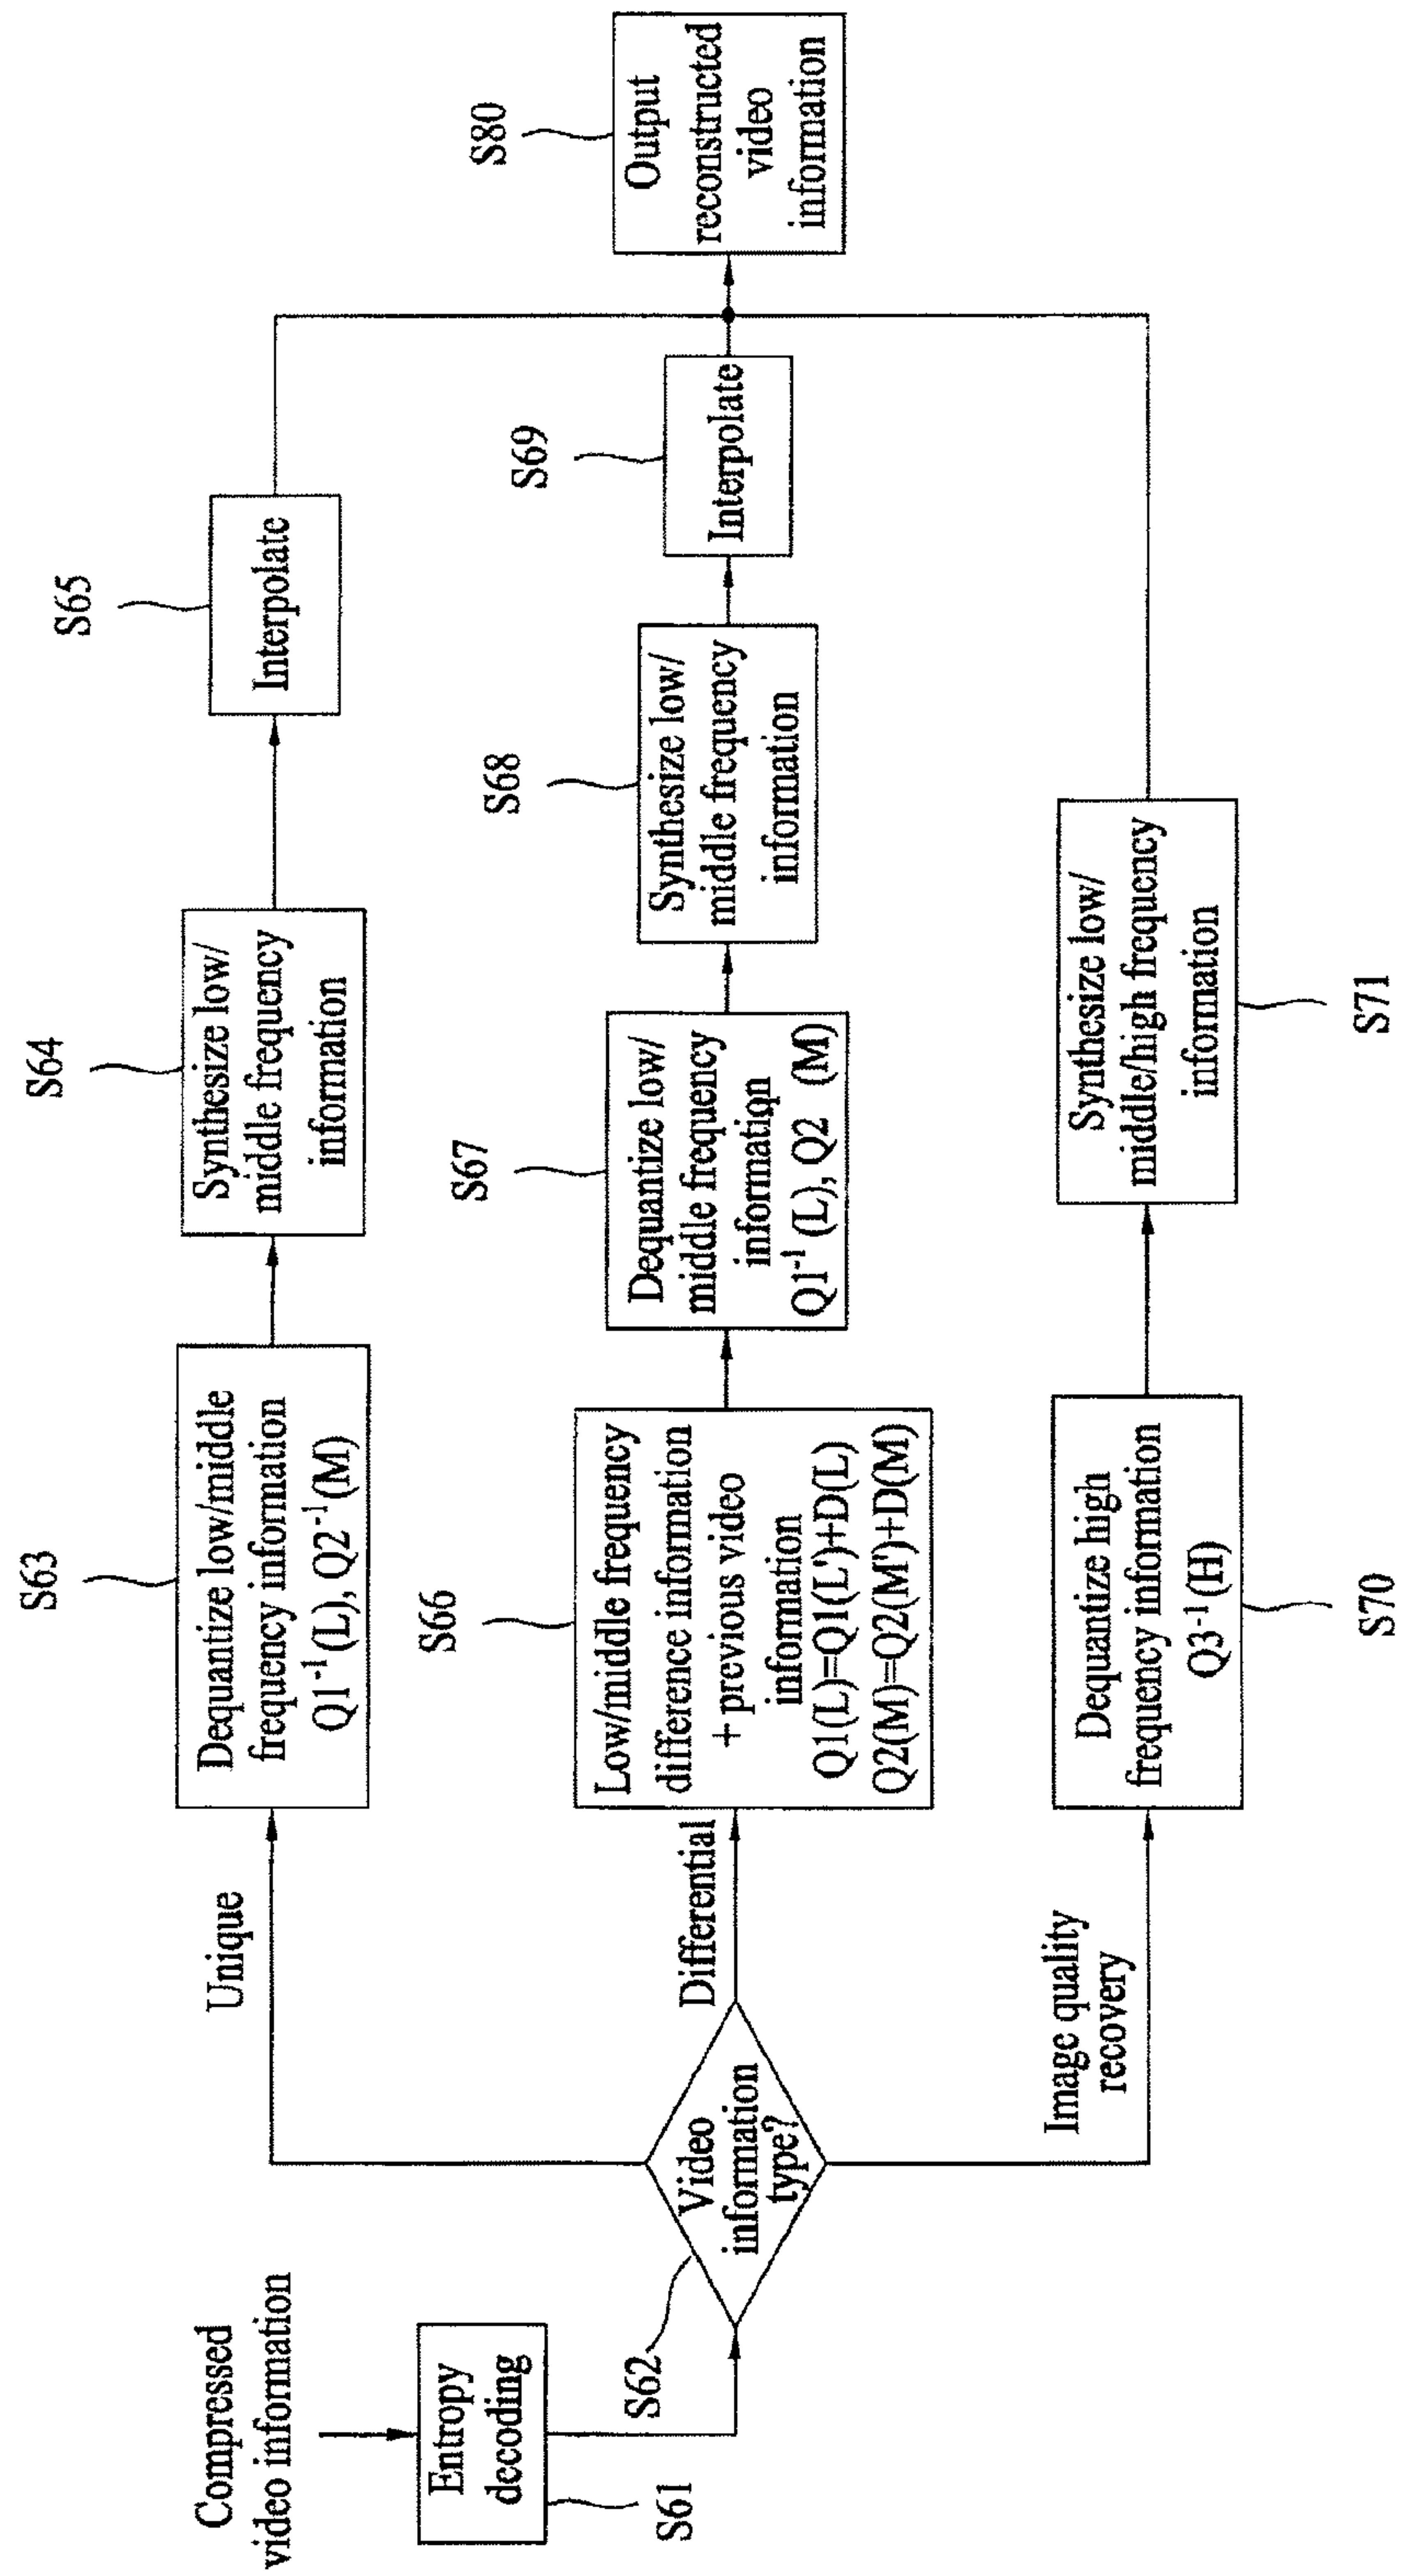 Compressed
video information
Entropy
decoding
S61
S62
Video
information
type?
Unique
Differential
Image quality
recovery
S63
Dequantize low/middle
frequency information
Q1⁻¹(L), Q2⁻¹(M)
S64
Synthesize low/
middle frequency
information
S65
Interpolate
S66
Low/middle frequency
difference information
+ previous video
information
Q1(L)=Q1(L')+D(L)
Q2(M)=Q2(M')+D(M)
S67
Dequantize low/
middle frequency
information
Q1⁻¹ (L), Q2 (M)
S68
Synthesize low/
middle frequency
information
S69
Interpolate
Dequantize high
frequency information
Q3⁻¹(H)
S70
Synthesize low/
middle/high frequency
information
S71
S80
Output
reconstructed
video
information